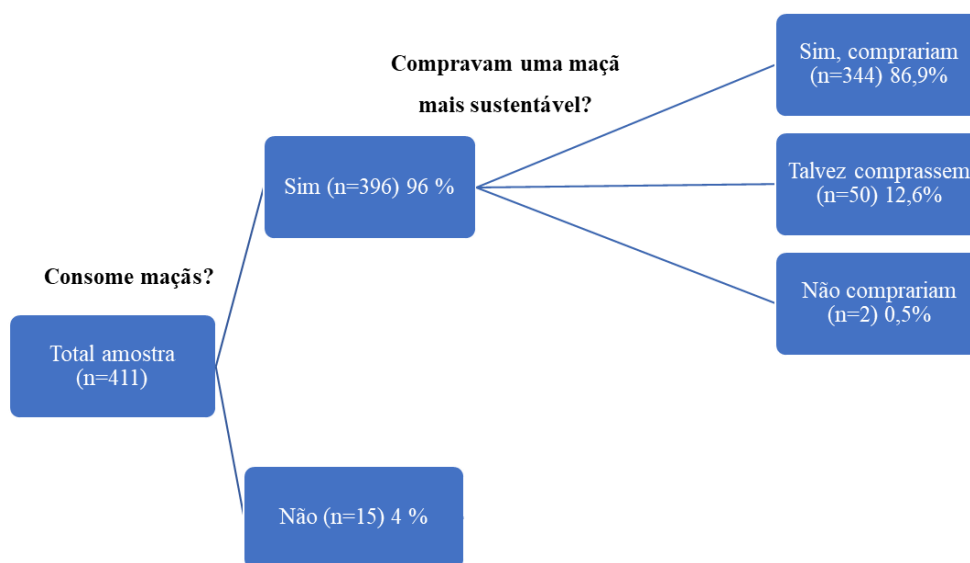 Consome maçãs?
Total amostra
(n=411)
Sim (n=396) 96 %
Não (n=15) 4 %
Compravam uma maçã
mais sustentável?
Sim, comprariam
(n=344) 86,9%
Talvez comprassem
(n=50) 12,6%
Não comprariam
(n=2) 0,5%